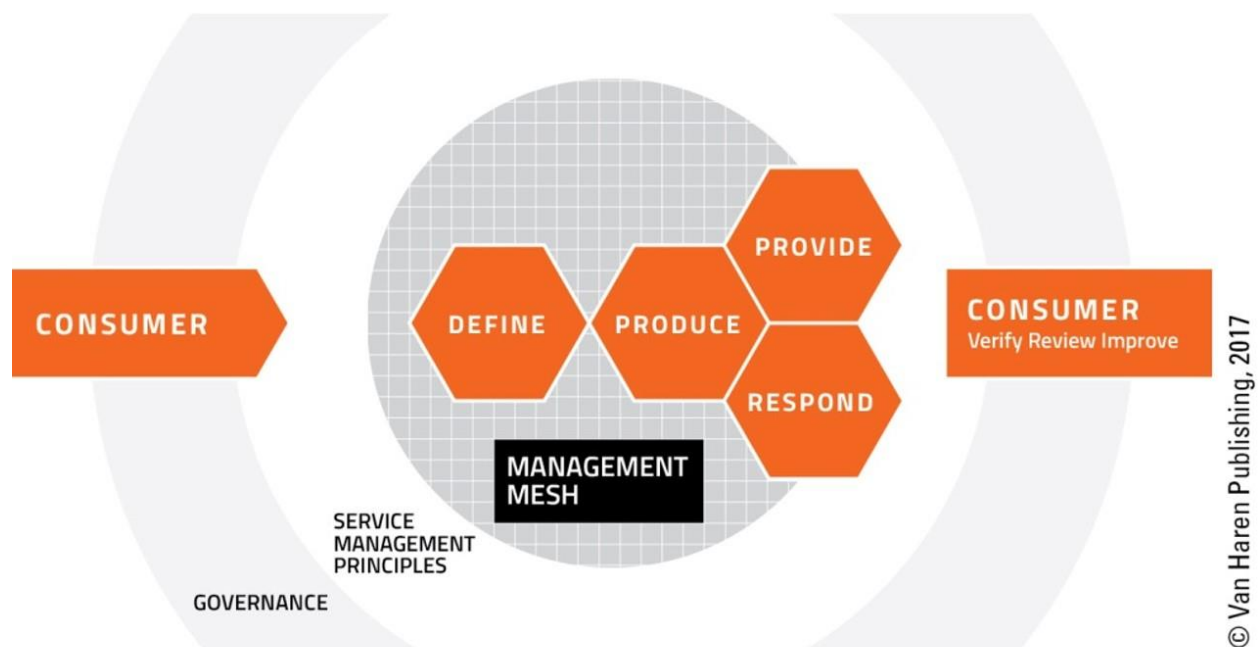 CONSUMER
DEFINE
PRODUCE
PROVIDE
RESPOND
CONSUMER
Verify Review Improve
MANAGEMENT
MESH
SERVICE
MANAGEMENT
PRINCIPLES
GOVERNANCE
© Van Haren Publishing, 2017